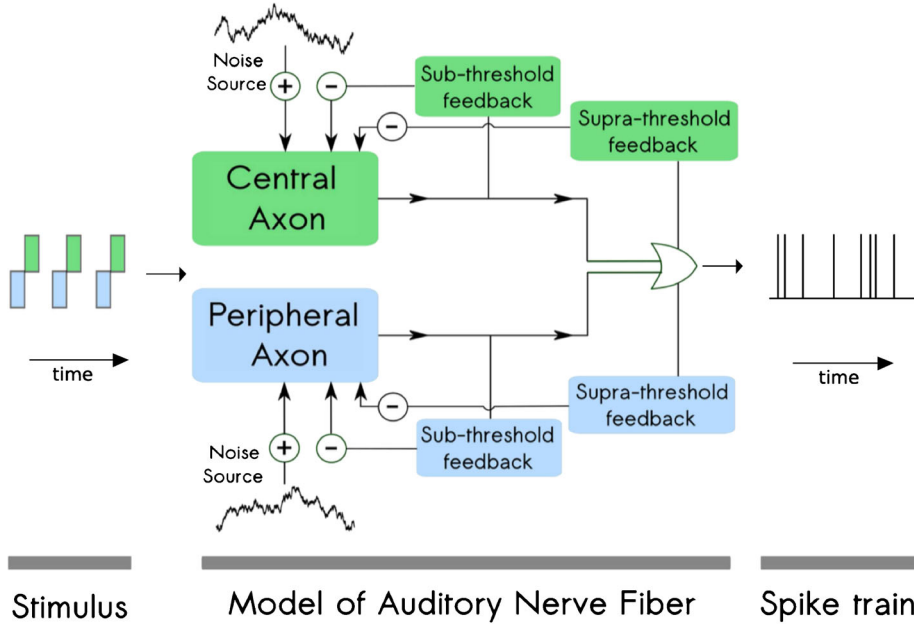 Noise
Source
+
−
Sub-threshold
feedback
−
Supra-threshold
feedback
Central
Axon
Peripheral
Axon
time
time
Supra-threshold
feedback
−
Noise
Source
+
−
Sub-threshold
feedback
Stimulus
Model of Auditory Nerve Fiber
Spike train